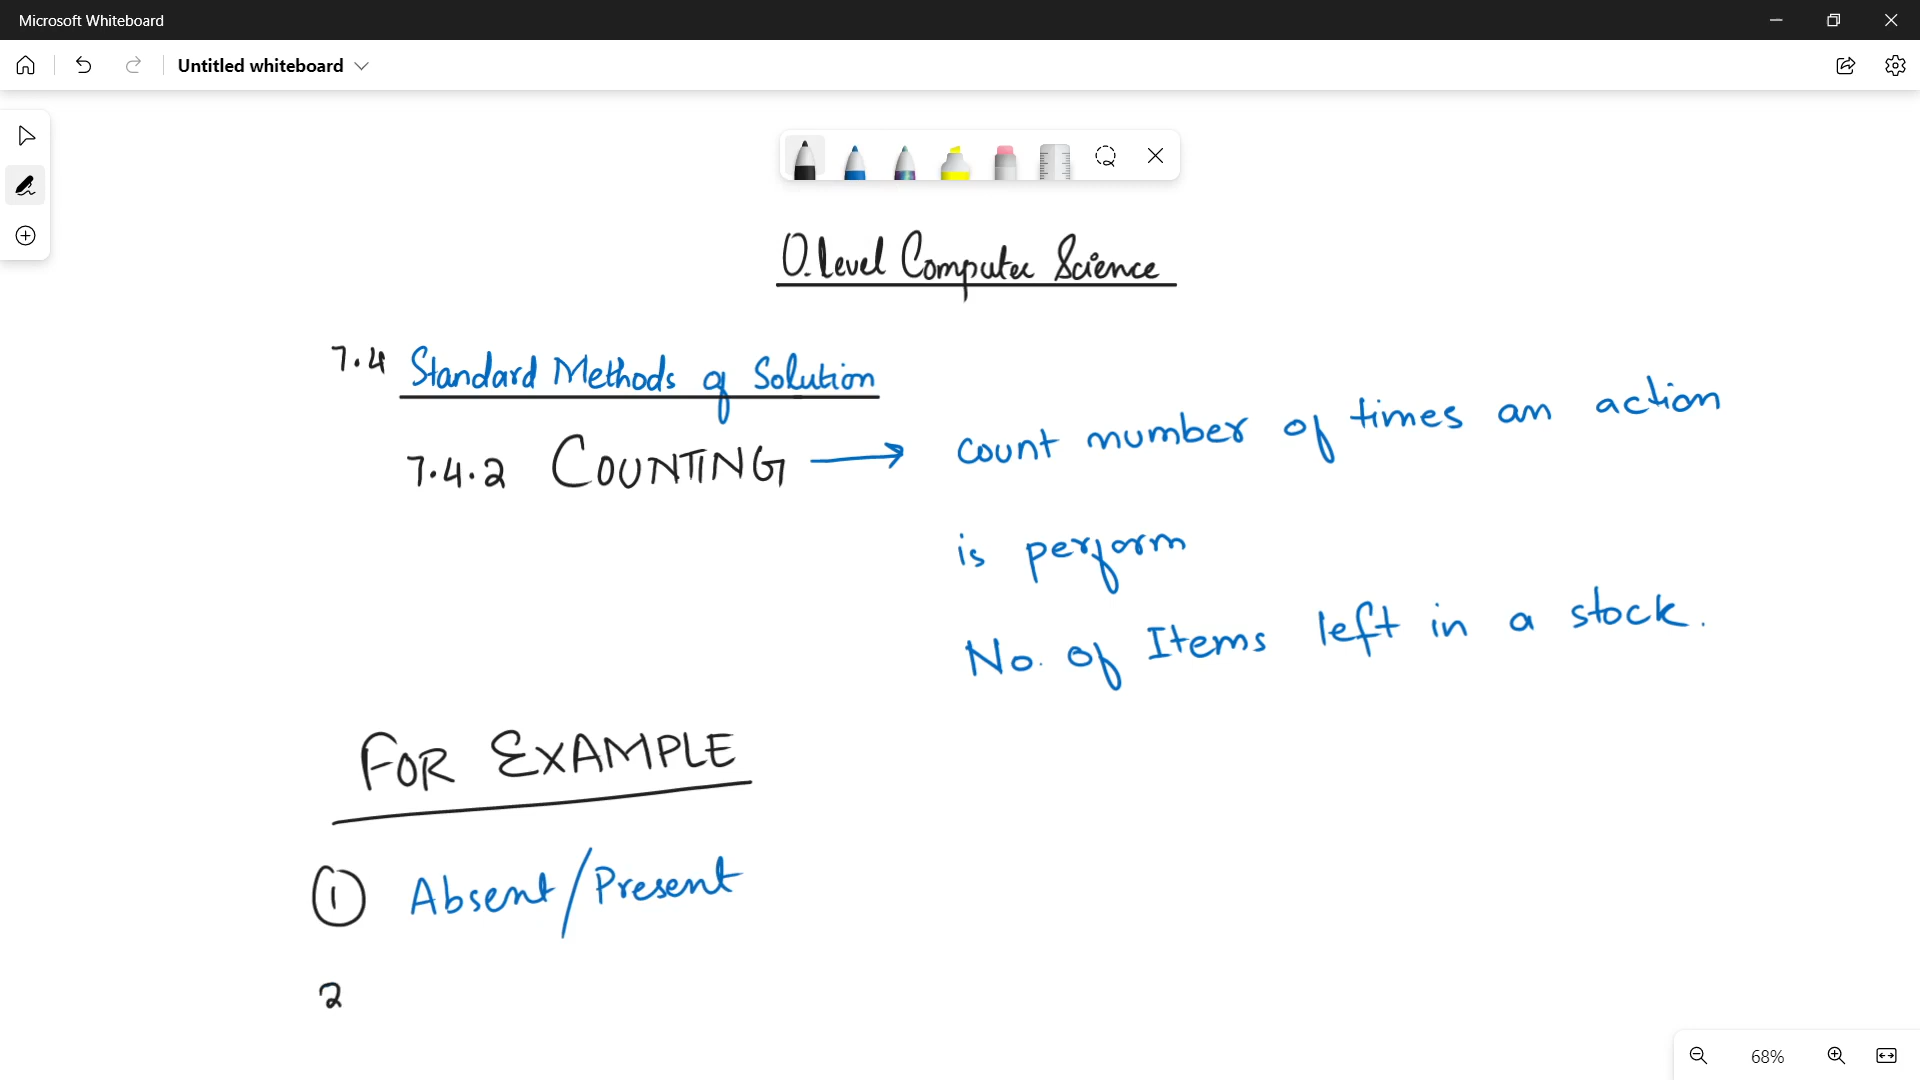 Microsoft Whiteboard
Untitled whiteboard
O.level Computer Science
7.4 Standard Methods of Solution
7.4.2 COUNTING → count number of times an action
is perform
No. of Items left in a stock.
FOR EXAMPLE
① Absent/Present
2
68%